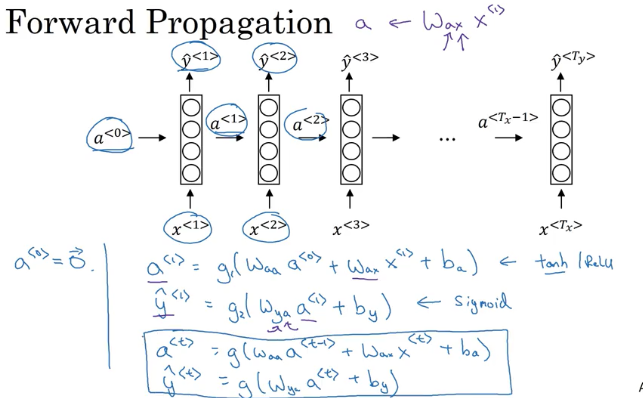 Forward Propagation a ← Wax x<1>
ŷ<1> ŷ<2> ŷ<3> ŷ<Ty>
a<0> a<1> a<2> ... a<Tx−1>
x<1> x<2> x<3> x<Tx>
a<0> = 0⃗.
a<1> = g₁(Waa a<0> + Wax x<1> + ba) ← tanh / ReLU
ŷ<1> = g₂(Wya a<1> + by) ← sigmoid
a<t> = g(Waa a<t-1> + Wax x<t> + ba)
ŷ<t> = g(Wya a<t> + by)
A